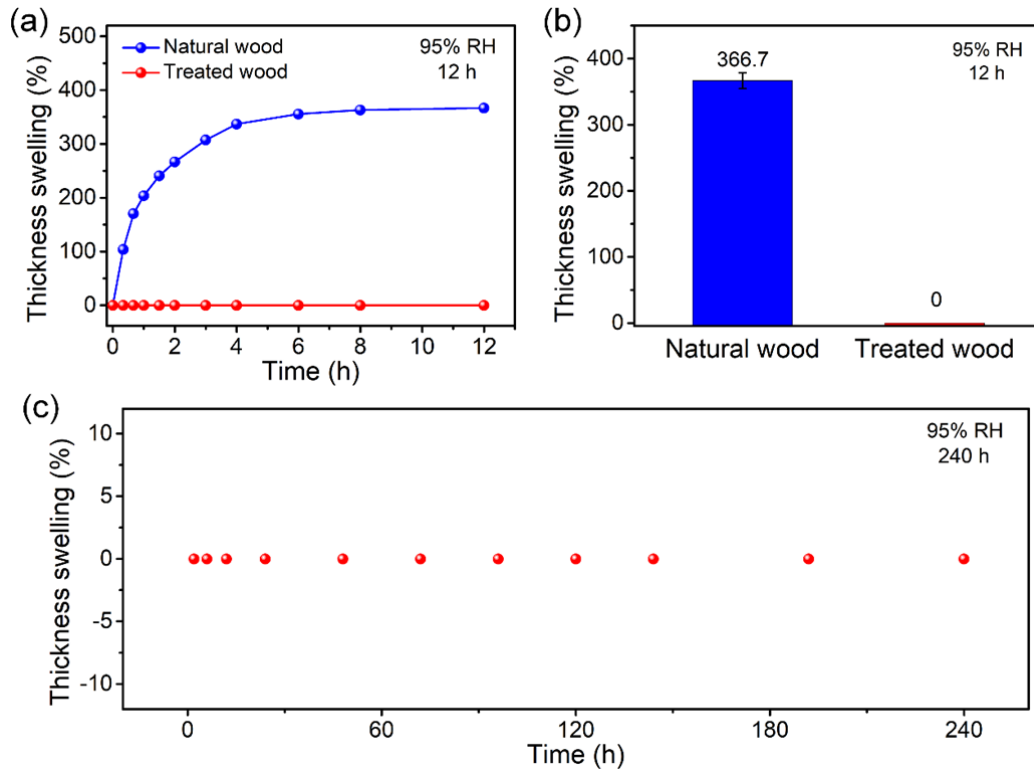 (a)
Thickness swelling (%)
500
400
300
200
100
0
Natural wood
Treated wood
95% RH
12 h
0 2 4 6 8 10 12
Time (h)
(b)
Thickness swelling (%)
400
300
200
100
0
366.7
95% RH
12 h
0
Natural wood Treated wood
(c)
Thickness swelling (%)
10
5
0
-5
-10
95% RH
240 h
0 60 120 180 240
Time (h)